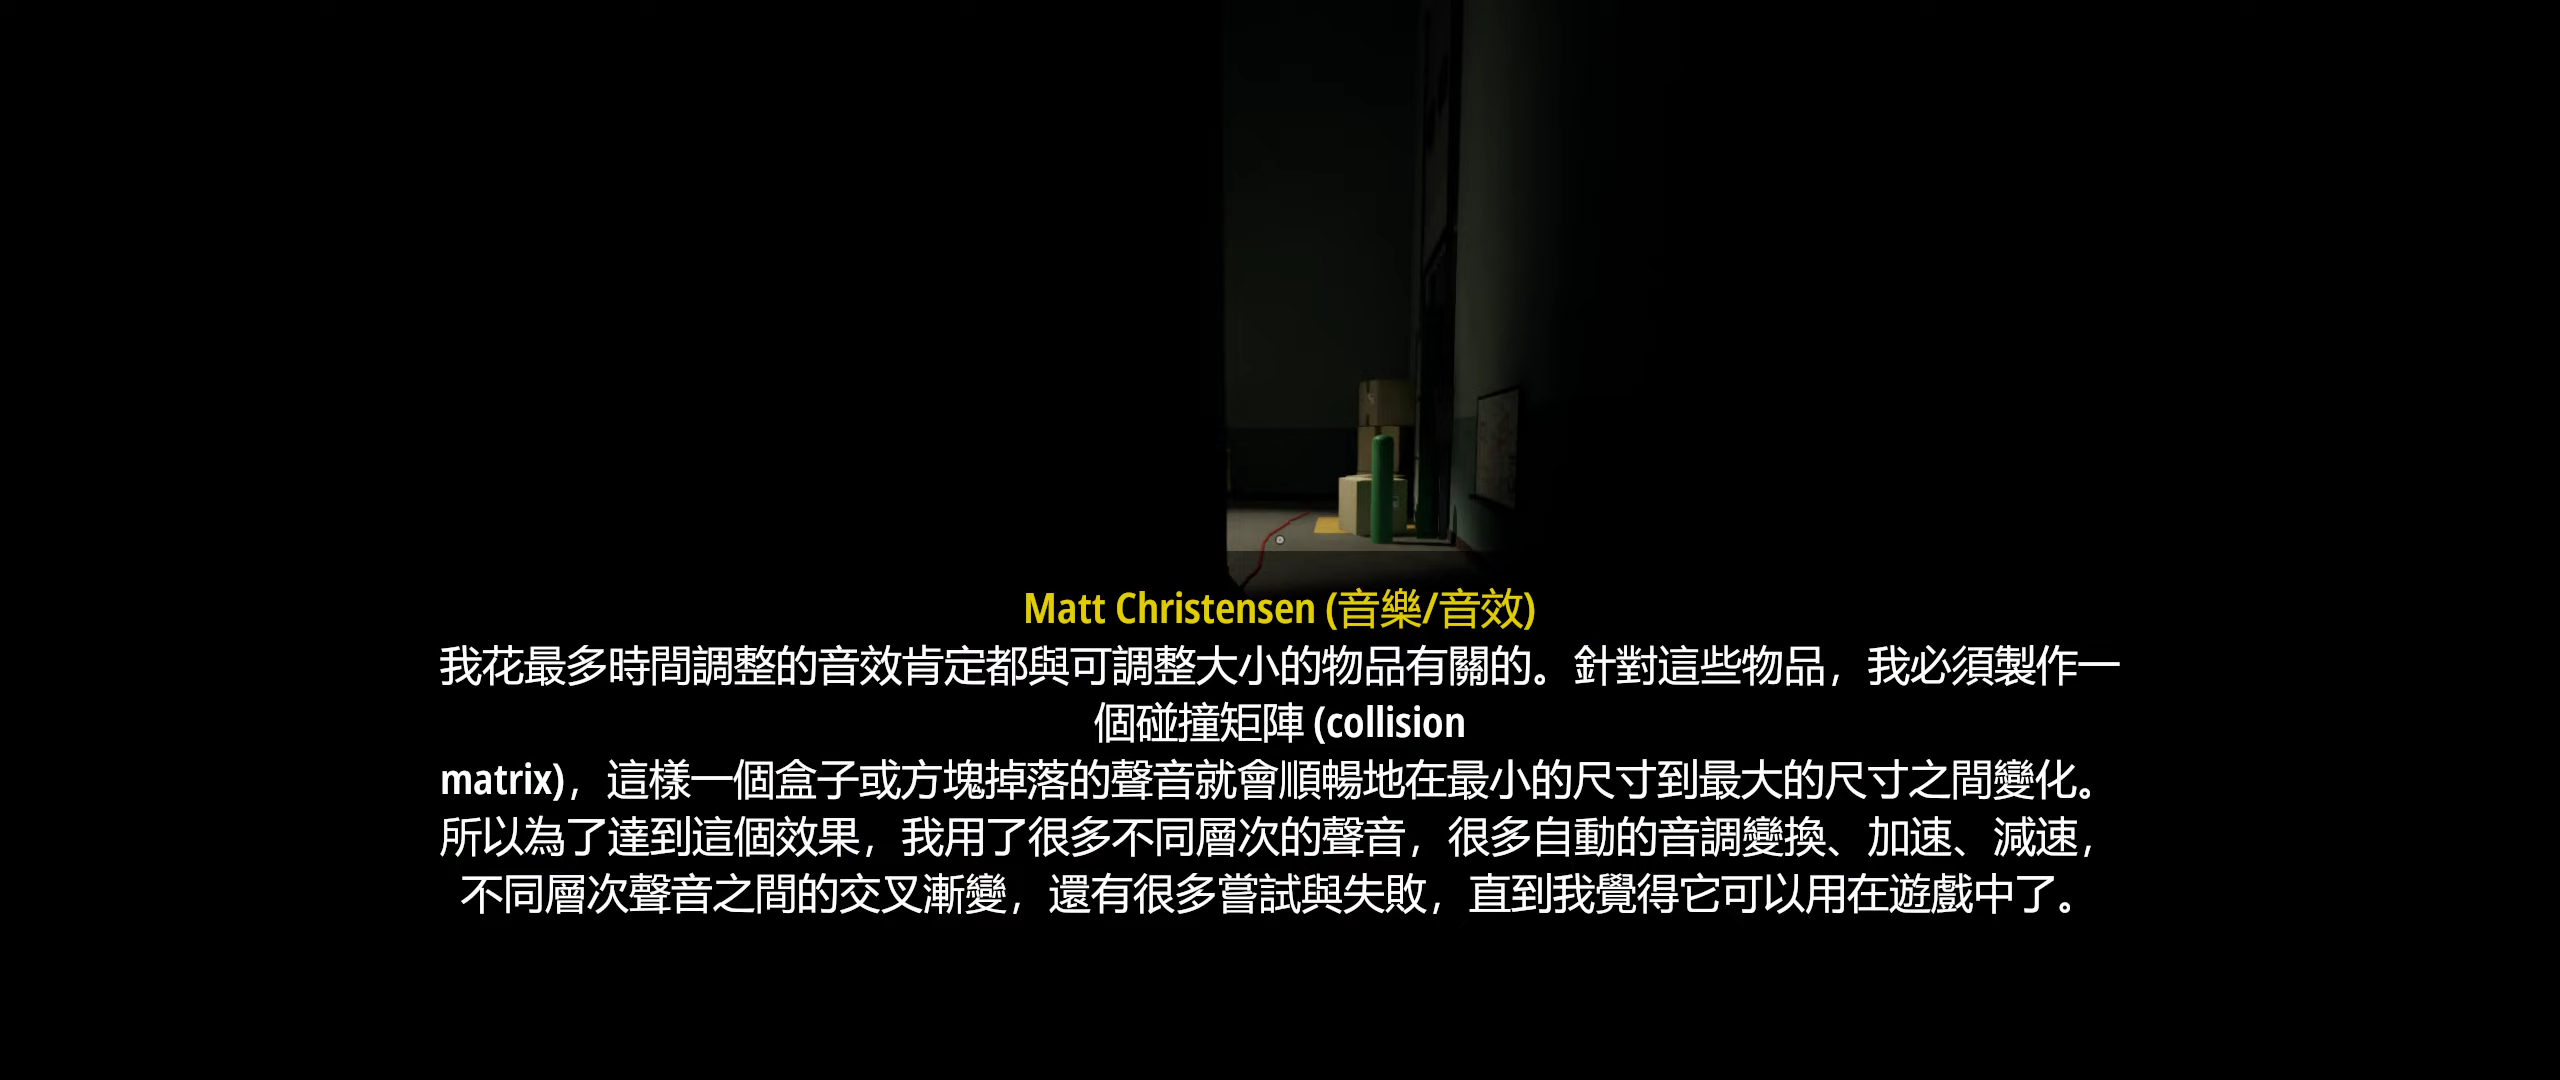 Matt Christensen (音樂/音效)
我花最多時間調整的音效肯定都與可調整大小的物品有關的。針對這些物品，我必須製作一
個碰撞矩陣 (collision
matrix)，這樣一個盒子或方塊掉落的聲音就會順暢地在最小的尺寸到最大的尺寸之間變化。
所以為了達到這個效果，我用了很多不同層次的聲音，很多自動的音調變換、加速、減速，
不同層次聲音之間的交叉漸變，還有很多嘗試與失敗，直到我覺得它可以用在遊戲中了。